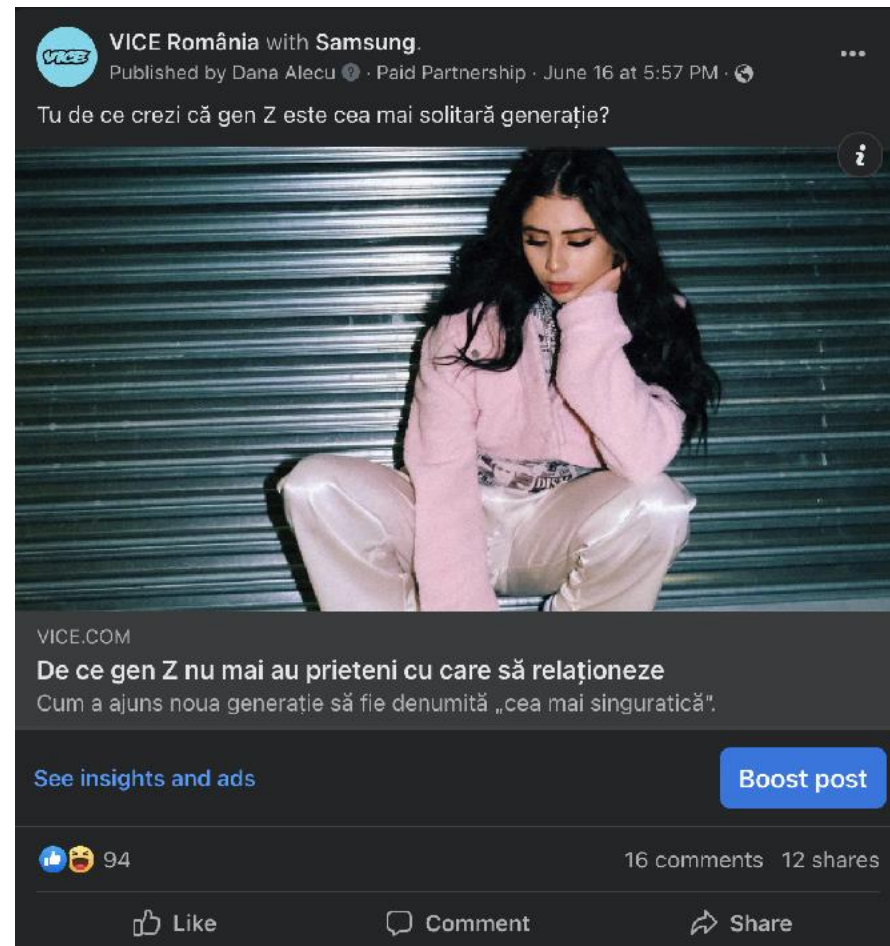 VICE
VICE România with Samsung.
Published by Dana Alecu · Paid Partnership · June 16 at 5:57 PM ·
Tu de ce crezi că gen Z este cea mai solitară generație?
VICE.COM
De ce gen Z nu mai au prieteni cu care să relaționeze
Cum a ajuns noua generație să fie denumită „cea mai singuratică”.
See insights and ads
Boost post
94
16 comments 12 shares
Like Comment Share